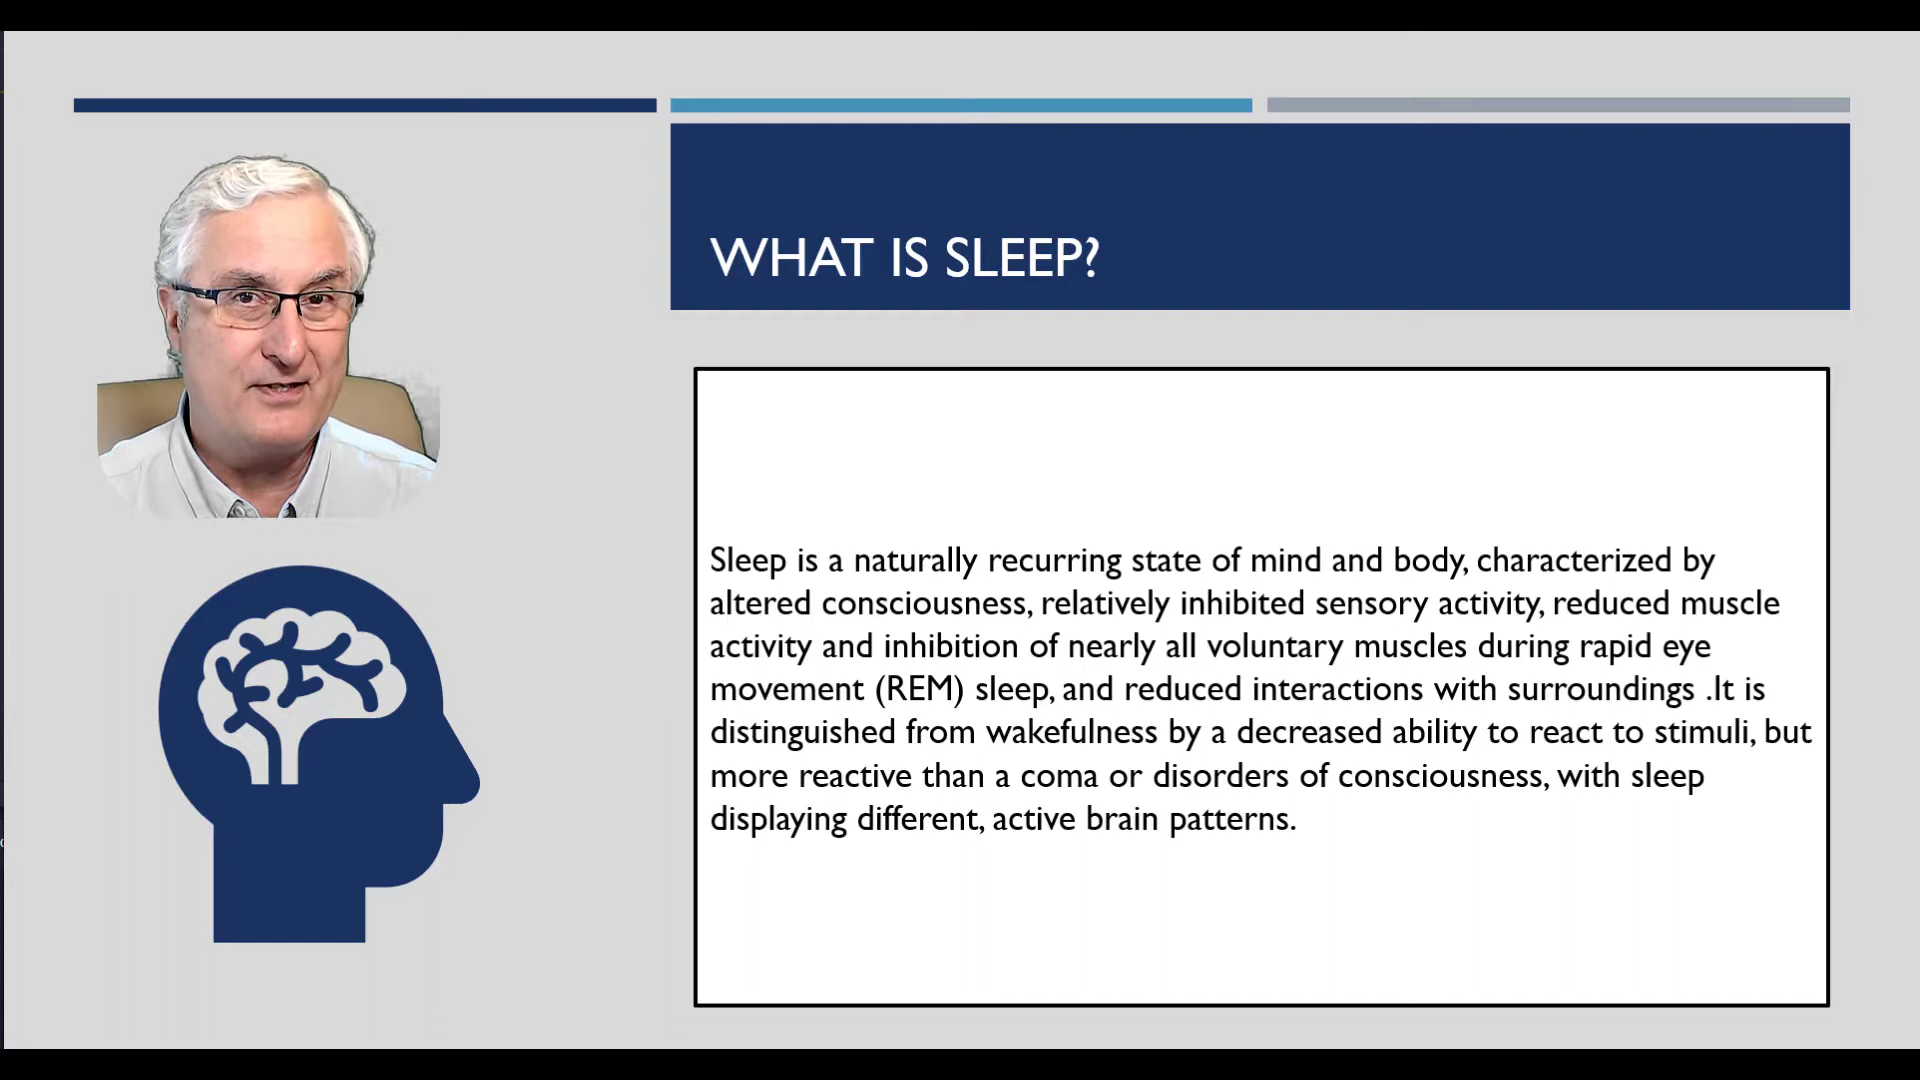 WHAT IS SLEEP?
Sleep is a naturally recurring state of mind and body, characterized by
altered consciousness, relatively inhibited sensory activity, reduced muscle
activity and inhibition of nearly all voluntary muscles during rapid eye
movement (REM) sleep, and reduced interactions with surroundings .It is
distinguished from wakefulness by a decreased ability to react to stimuli, but
more reactive than a coma or disorders of consciousness, with sleep
displaying different, active brain patterns.